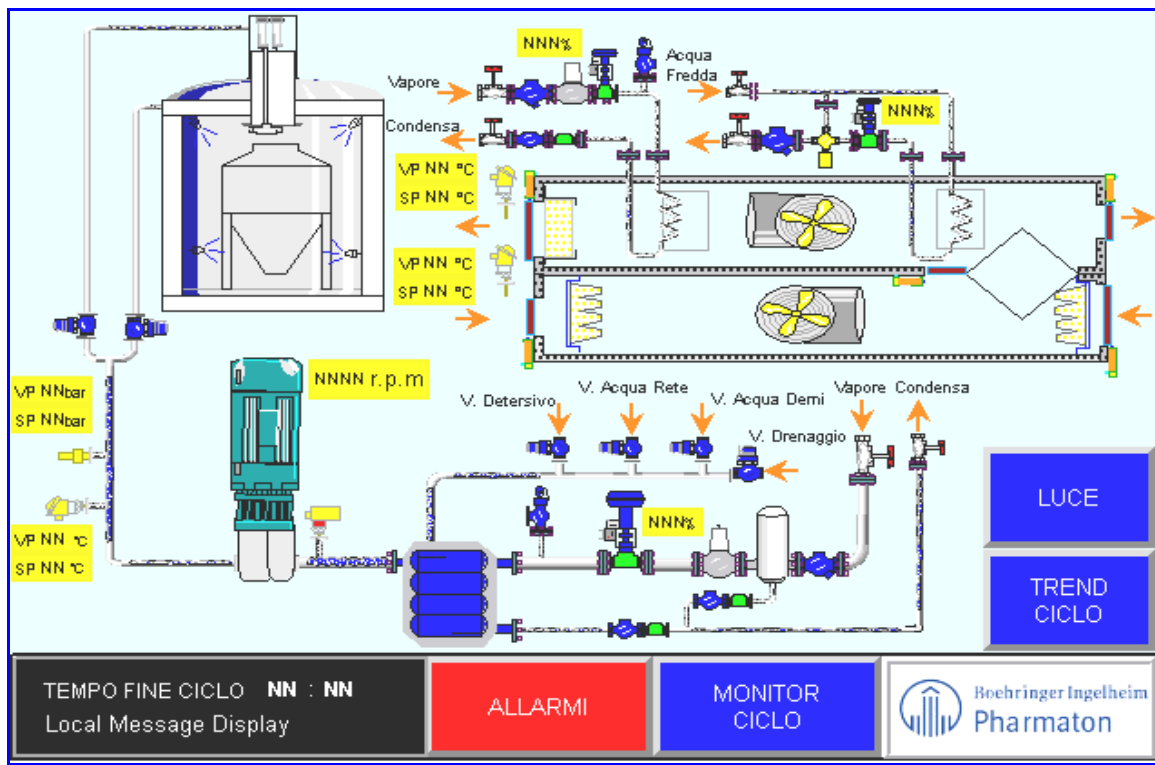 NNN%
Acqua
Fredda
Vapore
NNN%
Condensa
VP NN °C
SP NN °C
VP NN °C
SP NN °C
NNNN r.p.m
VP NNbar
SP NNbar
V. Detersivo
V. Acqua Rete
V. Acqua Demi
Vapore Condensa
V. Drenaggio
NNN%
VP NN °C
SP NN °C
LUCE
TREND
CICLO
TEMPO FINE CICLO NN : NN
Local Message Display
ALLARMI
MONITOR
CICLO
Boehringer Ingelheim
Pharmaton